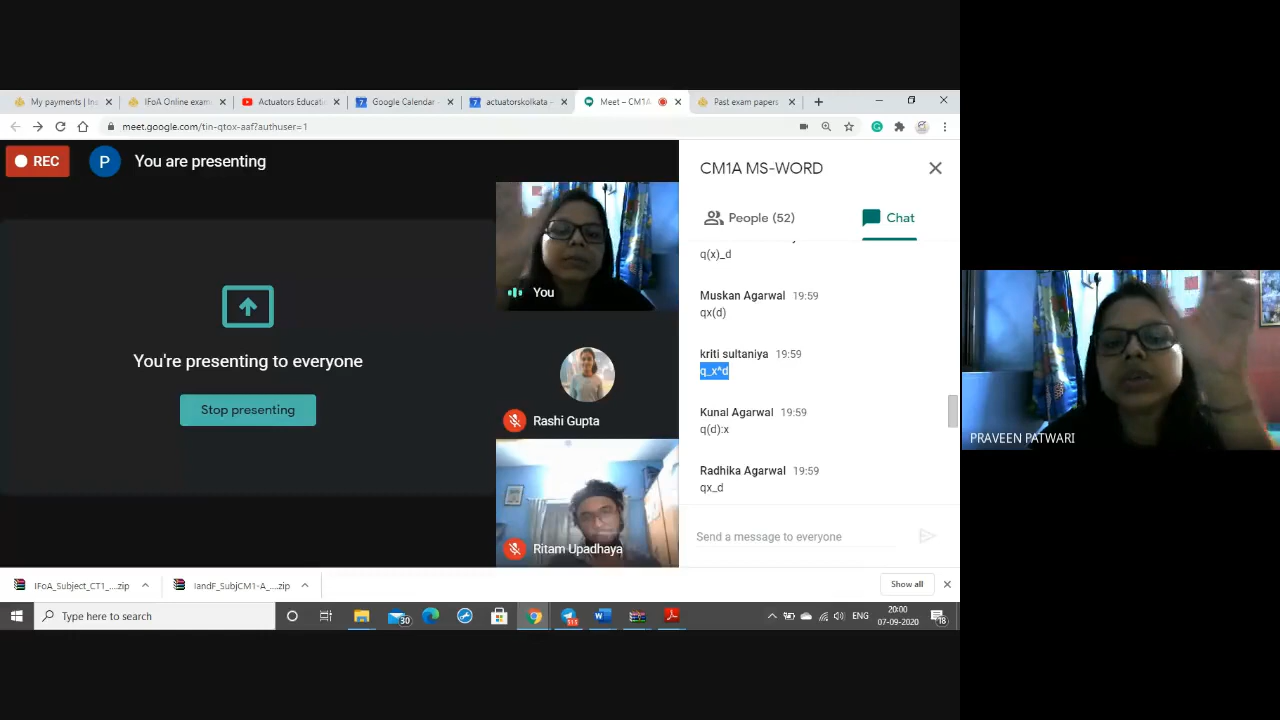 My payments | Ins
IFoA Online exam
Actuators Educati
Google Calendar -
actuatorskolkata -
Meet – CM1A
Past exam papers
meet.google.com/tin-qtox-aaf?authuser=1
REC
P
You are presenting
You
Rashi Gupta
Ritam Upadhaya
You're presenting to everyone
Stop presenting
CM1A MS-WORD
People (52)
Chat
q(x)_d
Muskan Agarwal 19:59
qx(d)
kriti sultaniya 19:59
q_x^d
Kunal Agarwal 19:59
q(d):x
Radhika Agarwal 19:59
qx_d
Send a message to everyone
PRAVEEN PATWARI
IFoA_Subject_CT1_....zip
IandF_SubjCM1-A_....zip
Show all
Type here to search
30
513
ENG
20:00
07-09-2020
18